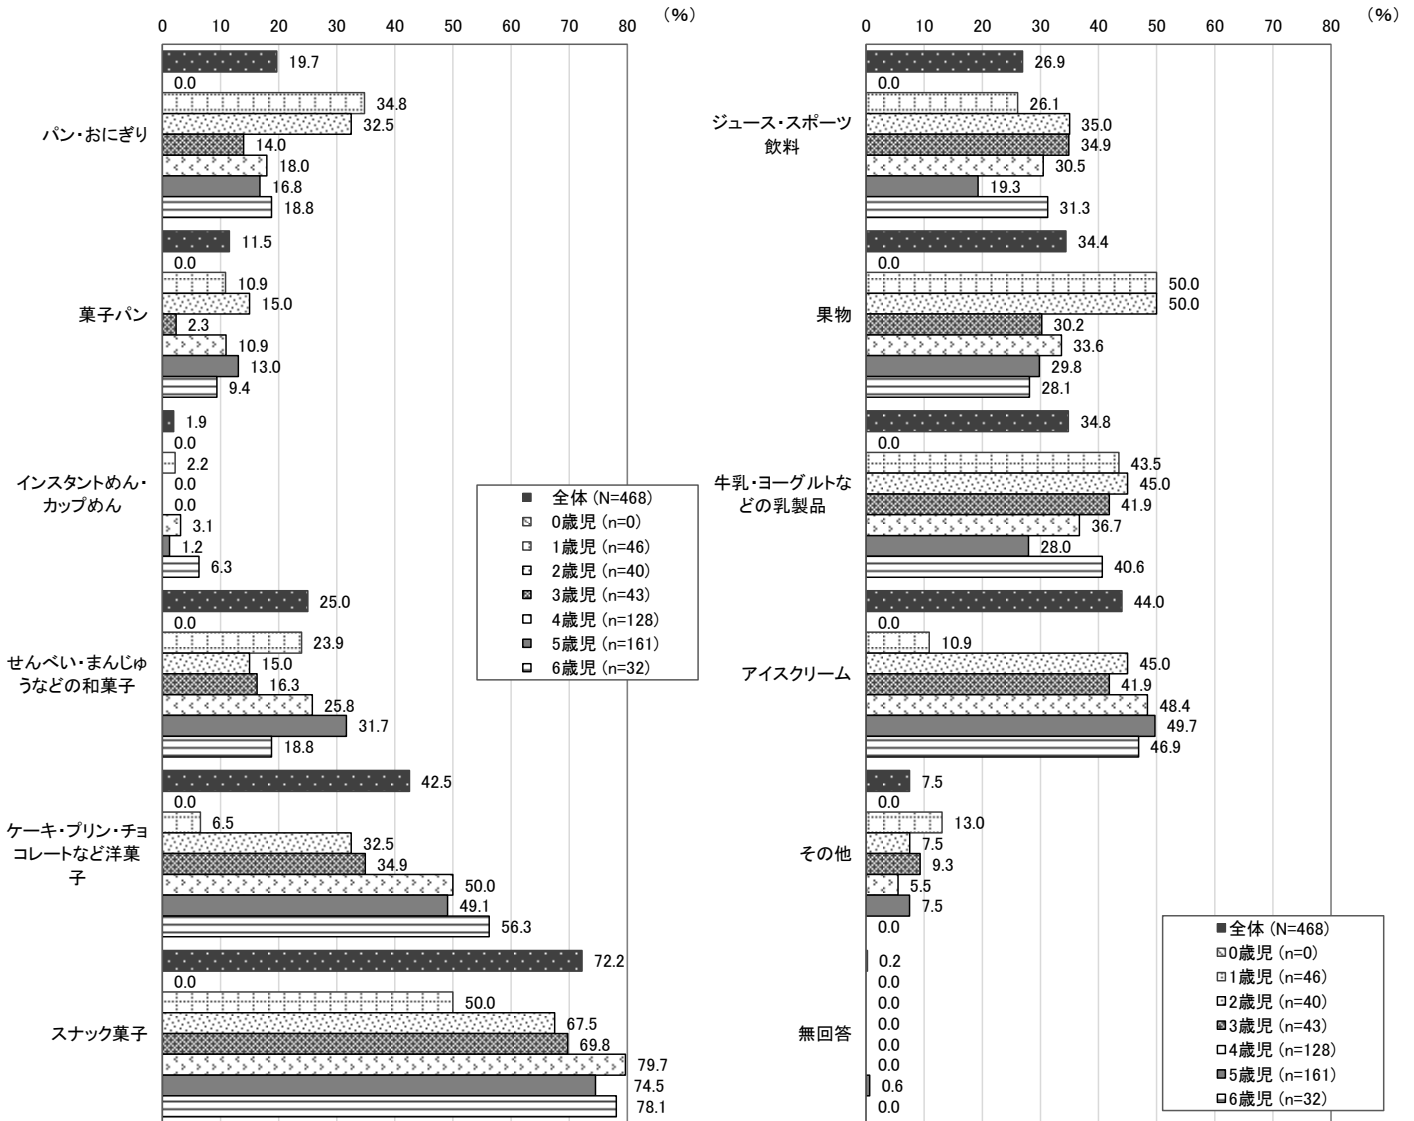 (%)
0 10 20 30 40 50 60 70 80
パン・おにぎり
19.7
0.0
34.8
32.5
14.0
18.0
16.8
18.8
菓子パン
11.5
0.0
10.9
15.0
2.3
10.9
13.0
9.4
インスタントめん・
カップめん
1.9
0.0
2.2
0.0
0.0
3.1
1.2
6.3
せんべい・まんじゅ
うなどの和菓子
25.0
0.0
23.9
15.0
16.3
25.8
31.7
18.8
ケーキ・プリン・チョ
コレートなど洋菓
子
42.5
0.0
6.5
32.5
34.9
50.0
49.1
56.3
スナック菓子
72.2
0.0
50.0
67.5
69.8
79.7
74.5
78.1
全体 (N=468)
0歳児 (n=0)
1歳児 (n=46)
2歳児 (n=40)
3歳児 (n=43)
4歳児 (n=128)
5歳児 (n=161)
6歳児 (n=32)
(%)
0 10 20 30 40 50 60 70 80
ジュース・スポーツ
飲料
26.9
0.0
26.1
35.0
34.9
30.5
19.3
31.3
果物
34.4
0.0
50.0
50.0
30.2
33.6
29.8
28.1
牛乳・ヨーグルトな
どの乳製品
34.8
0.0
43.5
45.0
41.9
36.7
28.0
40.6
アイスクリーム
44.0
0.0
10.9
45.0
41.9
48.4
49.7
46.9
その他
7.5
0.0
13.0
7.5
9.3
5.5
7.5
0.0
無回答
0.2
0.0
0.0
0.0
0.0
0.0
0.6
0.0
全体 (N=468)
0歳児 (n=0)
1歳児 (n=46)
2歳児 (n=40)
3歳児 (n=43)
4歳児 (n=128)
5歳児 (n=161)
6歳児 (n=32)